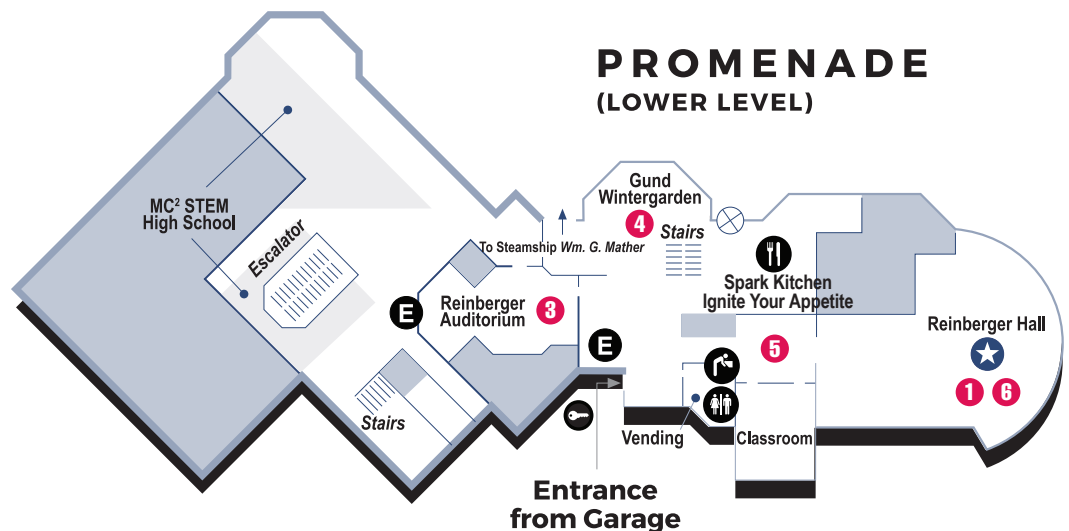 PROMENADE
(LOWER LEVEL)
Gund
Wintergarden
4
Stairs
MC² STEM
High School
To Steamship Wm. G. Mather
Escalator
Spark Kitchen
Ignite Your Appetite
Reinberger
Auditorium
3
E
E
5
Reinberger Hall
1 6
Stairs
Vending
Classroom
Entrance
from Garage